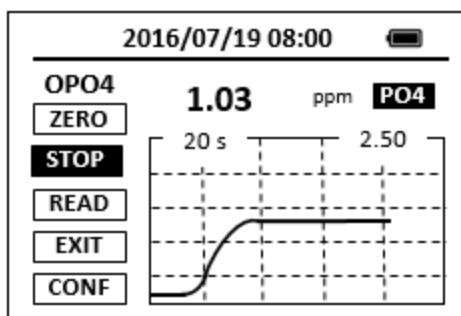 2016/07/19 08:00
OPO4
1.03 ppm PO4
ZERO
20 s 2.50
STOP
READ
EXIT
CONF